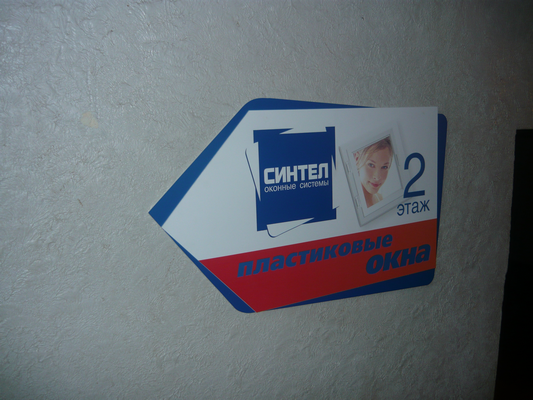 СИНТЕЛ
оконные системы
2
этаж
пластиковые
окна